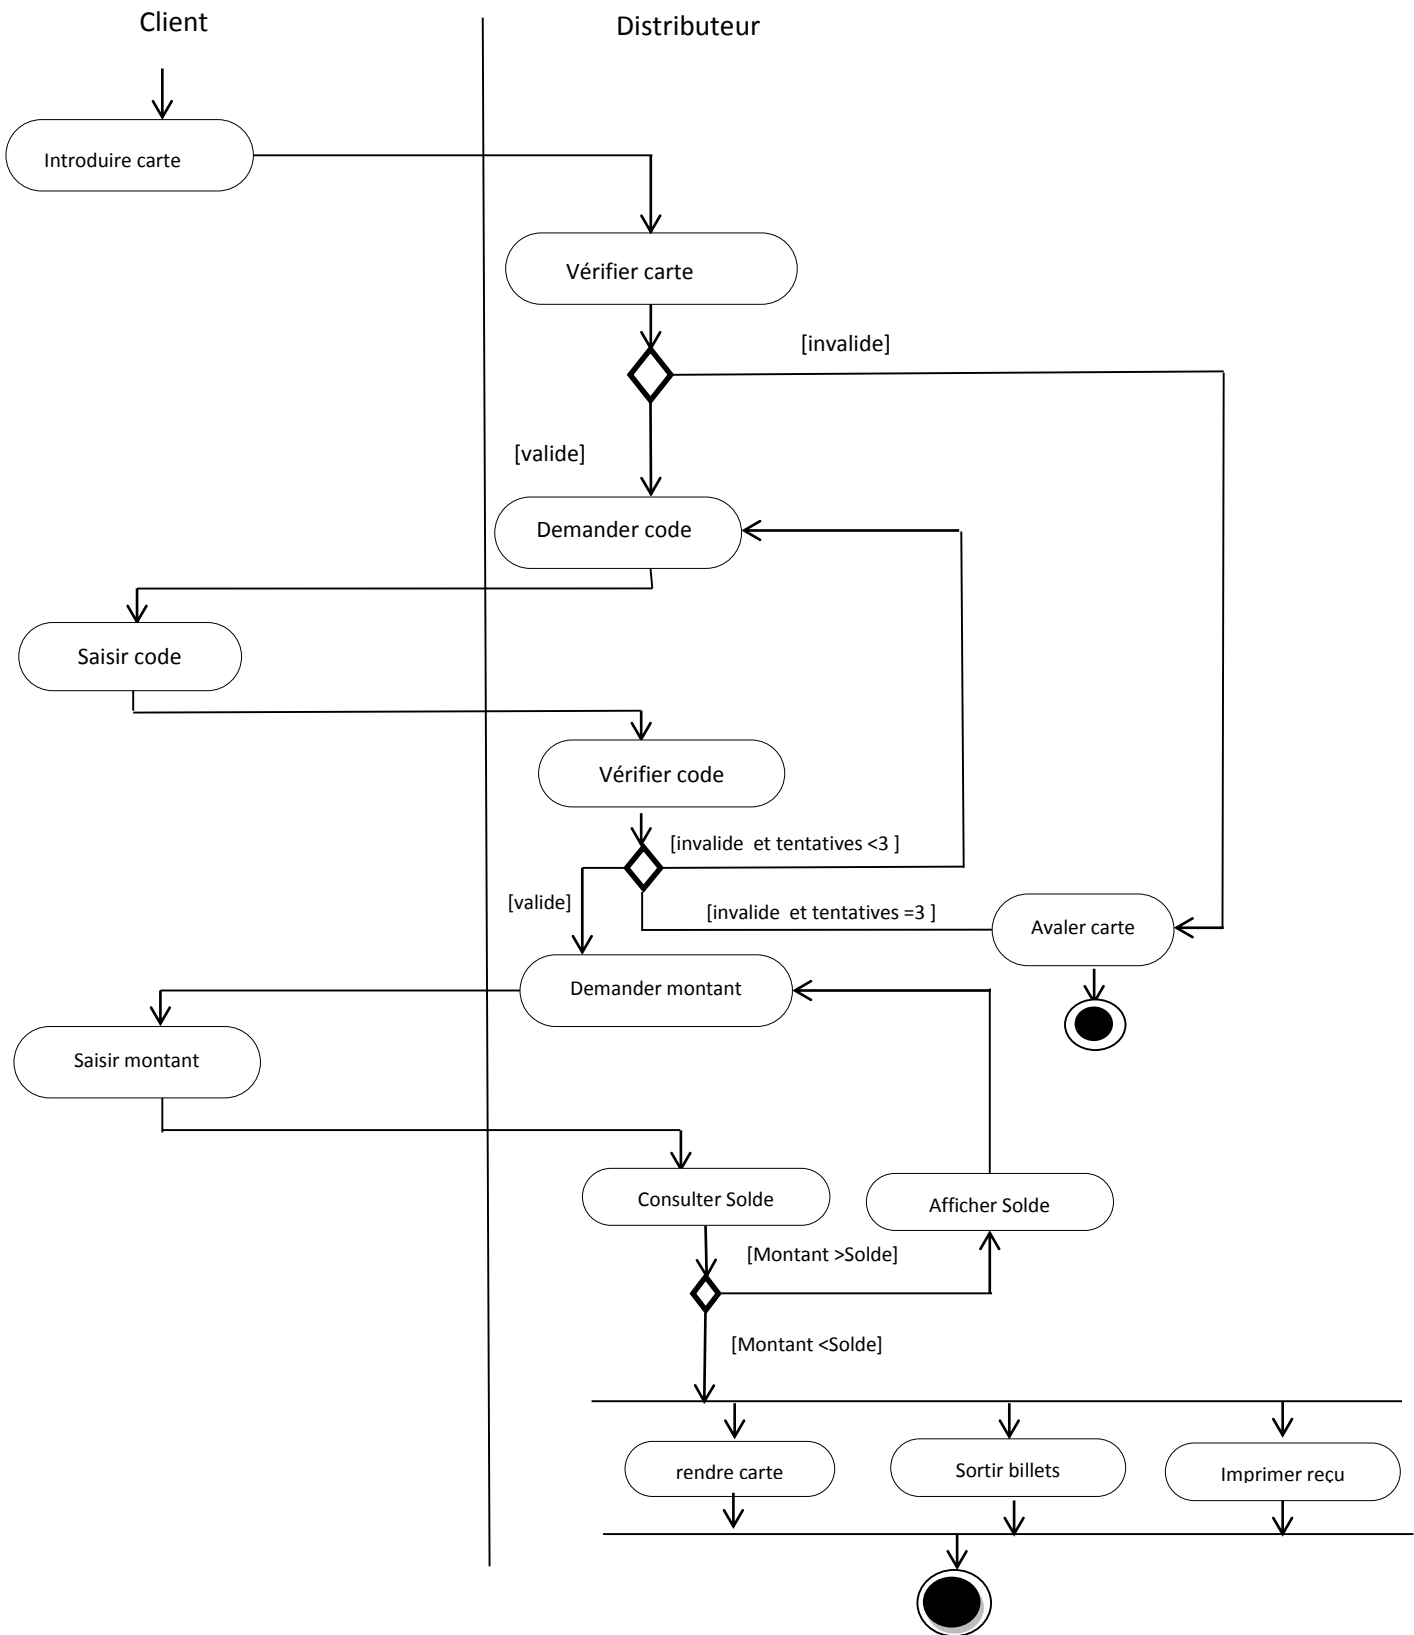 Client
Distributeur
Introduire carte
Vérifier carte
[invalide]
[valide]
Demander code
Saisir code
Vérifier code
[invalide et tentatives <3 ]
[valide]
[invalide et tentatives =3 ]
Avaler carte
Demander montant
Saisir montant
Consulter Solde
Afficher Solde
[Montant >Solde]
[Montant <Solde]
rendre carte
Sortir billets
Imprimer reçu